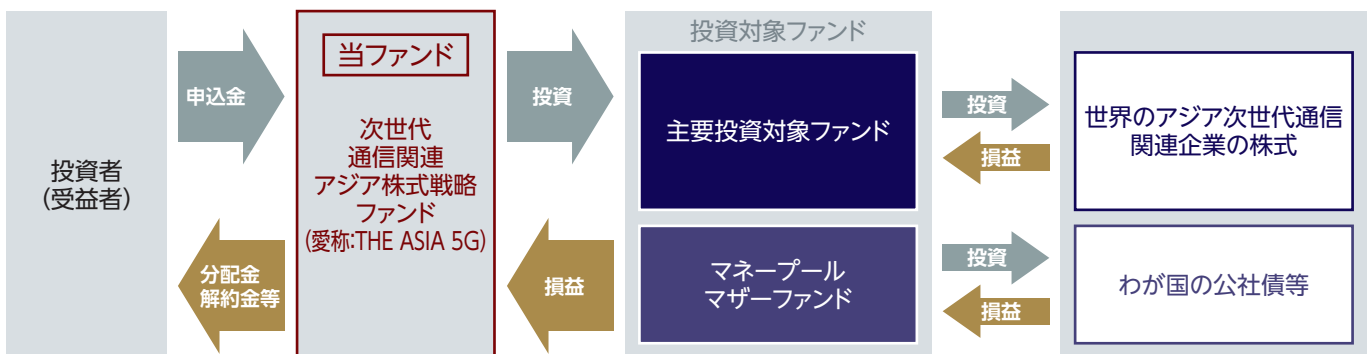 投資者
(受益者)
申込金
分配金
解約金等
当ファンド
次世代
通信関連
アジア株式戦略
ファンド
(愛称:THE ASIA 5G)
投資
損益
投資対象ファンド
主要投資対象ファンド
マネープール
マザーファンド
投資
損益
投資
損益
世界のアジア次世代通信
関連企業の株式
わが国の公社債等